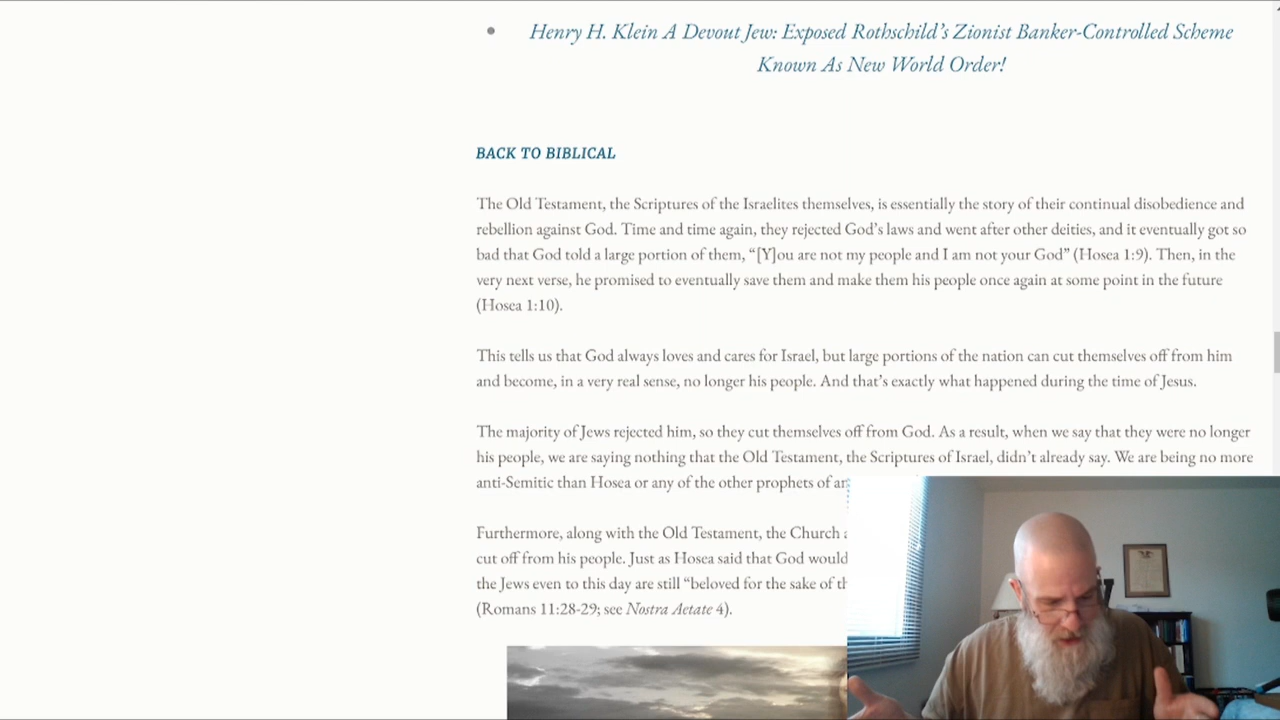 Henry H. Klein A Devout Jew: Exposed Rothschild's Zionist Banker-Controlled Scheme
Known As New World Order!
BACK TO BIBLICAL
The Old Testament, the Scriptures of the Israelites themselves, is essentially the story of their continual disobedience and
rebellion against God. Time and time again, they rejected God's laws and went after other deities, and it eventually got so
bad that God told a large portion of them, “[Y]ou are not my people and I am not your God” (Hosea 1:9). Then, in the
very next verse, he promised to eventually save them and make them his people once again at some point in the future
(Hosea 1:10).
This tells us that God always loves and cares for Israel, but large portions of the nation can cut themselves off from him
and become, in a very real sense, no longer his people. And that's exactly what happened during the time of Jesus.
The majority of Jews rejected him, so they cut themselves off from God. As a result, when we say that they were no longer
his people, we are saying nothing that the Old Testament, the Scriptures of Israel, didn't already say. We are being no more
anti-Semitic than Hosea or any of the other prophets of
Furthermore, along with the Old Testament, the Church
cut off from his people. Just as Hosea said that God would
the Jews even to this day are still “beloved for the sake of
(Romans 11:28-29; see Nostra Aetate 4).